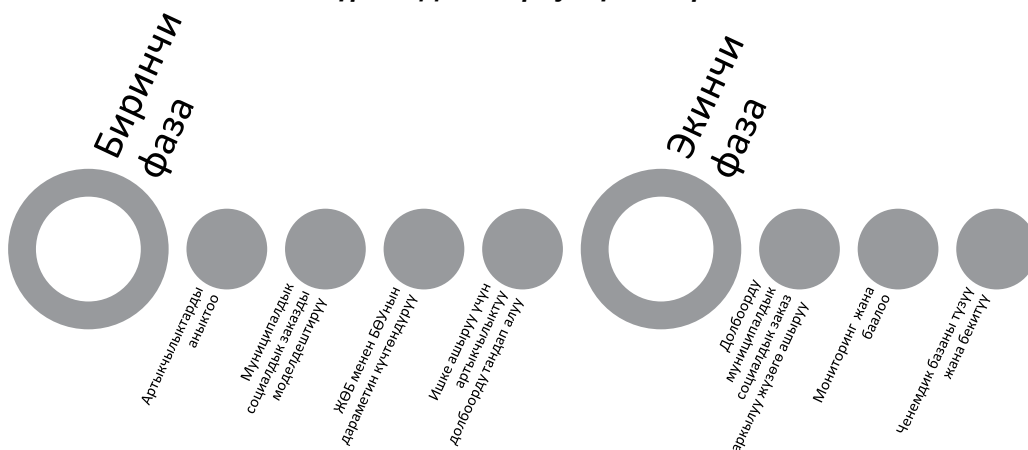 Биринчи
фаза
Артыкчылыктарды
аныктоо
Муниципалдык
социалдык заказды
моделдештирүү
ЖӨБ менен БӨУнын
дараметин күчтөндүрүү
Ишке ашыруу үчүн
артыкчылыктуу
долбоорду тандап алуу
Экинчи
фаза
Долбоорду
муниципалдык
социалдык заказ
аркылуу жүзөгө ашыруу
Мониторинг жана
баалоо
Ченемдик базаны түзүү
жана бекитүү